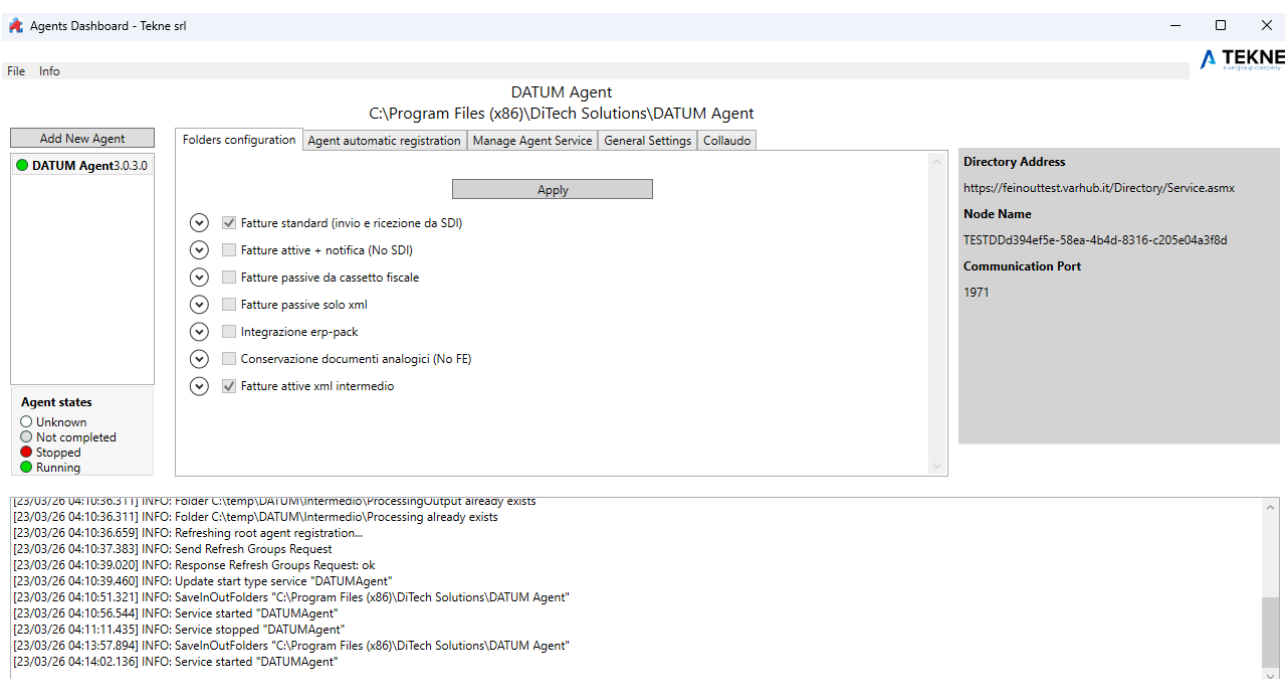 Agents Dashboard - Tekne srl
TEKNE
a vargroup company
File Info
DATUM Agent
C:\Program Files (x86)\DiTech Solutions\DATUM Agent
Add New Agent
DATUM Agent3.0.3.0
Agent states
Unknown
Not completed
Stopped
Running
Folders configuration Agent automatic registration Manage Agent Service General Settings Collaudo
Apply
Fatture standard (invio e ricezione da SDI)
Fatture attive + notifica (No SDI)
Fatture passive da cassetto fiscale
Fatture passive solo xml
Integrazione erp-pack
Conservazione documenti analogici (No FE)
Fatture attive xml intermedio
Directory Address
https://feinouttest.varhub.it/Directory/Service.asmx
Node Name
TESTDDd394ef5e-58ea-4b4d-8316-c205e04a3f8d
Communication Port
1971
[23/03/26 04:10:36.311] INFO: Folder C:\temp\DATUM\Intermedio\ProcessingOutput already exists
[23/03/26 04:10:36.311] INFO: Folder C:\temp\DATUM\Intermedio\Processing already exists
[23/03/26 04:10:36.659] INFO: Refreshing root agent registration...
[23/03/26 04:10:37.383] INFO: Send Refresh Groups Request
[23/03/26 04:10:39.020] INFO: Response Refresh Groups Request: ok
[23/03/26 04:10:39.460] INFO: Update start type service "DATUMAgent"
[23/03/26 04:10:51.321] INFO: SaveInOutFolders "C:\Program Files (x86)\DiTech Solutions\DATUM Agent"
[23/03/26 04:10:56.544] INFO: Service started "DATUMAgent"
[23/03/26 04:11:11.435] INFO: Service stopped "DATUMAgent"
[23/03/26 04:13:57.894] INFO: SaveInOutFolders "C:\Program Files (x86)\DiTech Solutions\DATUM Agent"
[23/03/26 04:14:02.136] INFO: Service started "DATUMAgent"